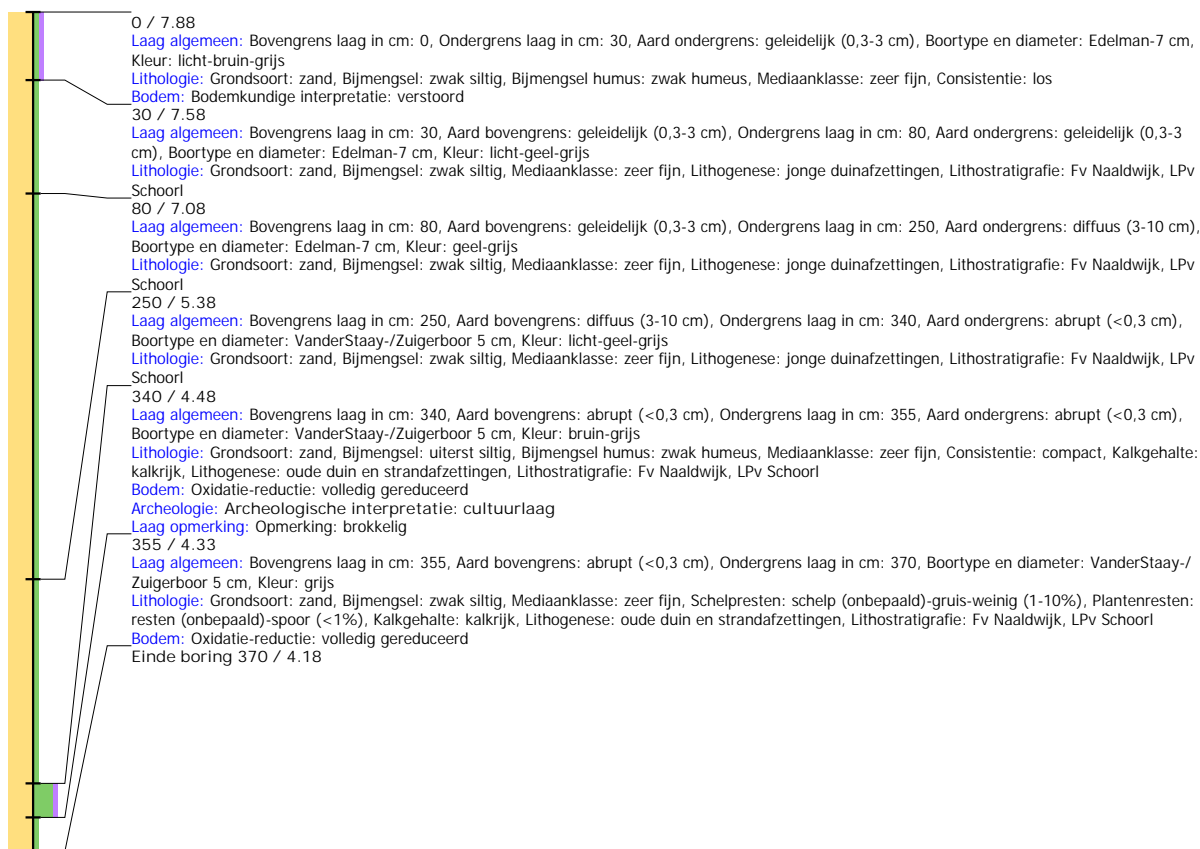 0 / 7.88
Laag algemeen: Bovengrens laag in cm: 0, Ondergrens laag in cm: 30, Aard ondergrens: geleidelijk (0,3-3 cm), Boortype en diameter: Edelman-7 cm,
Kleur: licht-bruin-grijs
Lithologie: Grondsoort: zand, Bijmengsel: zwak siltig, Bijmengsel humus: zwak humeus, Mediaanklasse: zeer fijn, Consistentie: los
Bodem: Bodemkundige interpretatie: verstoord
30 / 7.58
Laag algemeen: Bovengrens laag in cm: 30, Aard bovengrens: geleidelijk (0,3-3 cm), Ondergrens laag in cm: 80, Aard ondergrens: geleidelijk (0,3-3
cm), Boortype en diameter: Edelman-7 cm, Kleur: licht-geel-grijs
Lithologie: Grondsoort: zand, Bijmengsel: zwak siltig, Mediaanklasse: zeer fijn, Lithogenese: jonge duinafzettingen, Lithostratigrafie: Fv Naaldwijk, LPv
Schoorl
80 / 7.08
Laag algemeen: Bovengrens laag in cm: 80, Aard bovengrens: geleidelijk (0,3-3 cm), Ondergrens laag in cm: 250, Aard ondergrens: diffuus (3-10 cm),
Boortype en diameter: Edelman-7 cm, Kleur: geel-grijs
Lithologie: Grondsoort: zand, Bijmengsel: zwak siltig, Mediaanklasse: zeer fijn, Lithogenese: jonge duinafzettingen, Lithostratigrafie: Fv Naaldwijk, LPv
Schoorl
250 / 5.38
Laag algemeen: Bovengrens laag in cm: 250, Aard bovengrens: diffuus (3-10 cm), Ondergrens laag in cm: 340, Aard ondergrens: abrupt (<0,3 cm),
Boortype en diameter: VanderStaay-/Zuigerboor 5 cm, Kleur: licht-geel-grijs
Lithologie: Grondsoort: zand, Bijmengsel: zwak siltig, Mediaanklasse: zeer fijn, Lithogenese: jonge duinafzettingen, Lithostratigrafie: Fv Naaldwijk, LPv
Schoorl
340 / 4.48
Laag algemeen: Bovengrens laag in cm: 340, Aard bovengrens: abrupt (<0,3 cm), Ondergrens laag in cm: 355, Aard ondergrens: abrupt (<0,3 cm),
Boortype en diameter: VanderStaay-/Zuigerboor 5 cm, Kleur: bruin-grijs
Lithologie: Grondsoort: zand, Bijmengsel: uiterst siltig, Bijmengsel humus: zwak humeus, Mediaanklasse: zeer fijn, Consistentie: compact, Kalkgehalte:
kalkrijk, Lithogenese: oude duin en strandafzettingen, Lithostratigrafie: Fv Naaldwijk, LPv Schoorl
Bodem: Oxidatie-reductie: volledig gereduceerd
Archeologie: Archeologische interpretatie: cultuurlaag
Laag opmerking: Opmerking: brokkelig
355 / 4.33
Laag algemeen: Bovengrens laag in cm: 355, Aard bovengrens: abrupt (<0,3 cm), Ondergrens laag in cm: 370, Boortype en diameter: VanderStaay-/
Zuigerboor 5 cm, Kleur: grijs
Lithologie: Grondsoort: zand, Bijmengsel: zwak siltig, Mediaanklasse: zeer fijn, Schelpresten: schelp (onbepaald)-gruis-weinig (1-10%), Plantenresten:
resten (onbepaald)-spoor (<1%), Kalkgehalte: kalkrijk, Lithogenese: oude duin en strandafzettingen, Lithostratigrafie: Fv Naaldwijk, LPv Schoorl
Bodem: Oxidatie-reductie: volledig gereduceerd
Einde boring 370 / 4.18